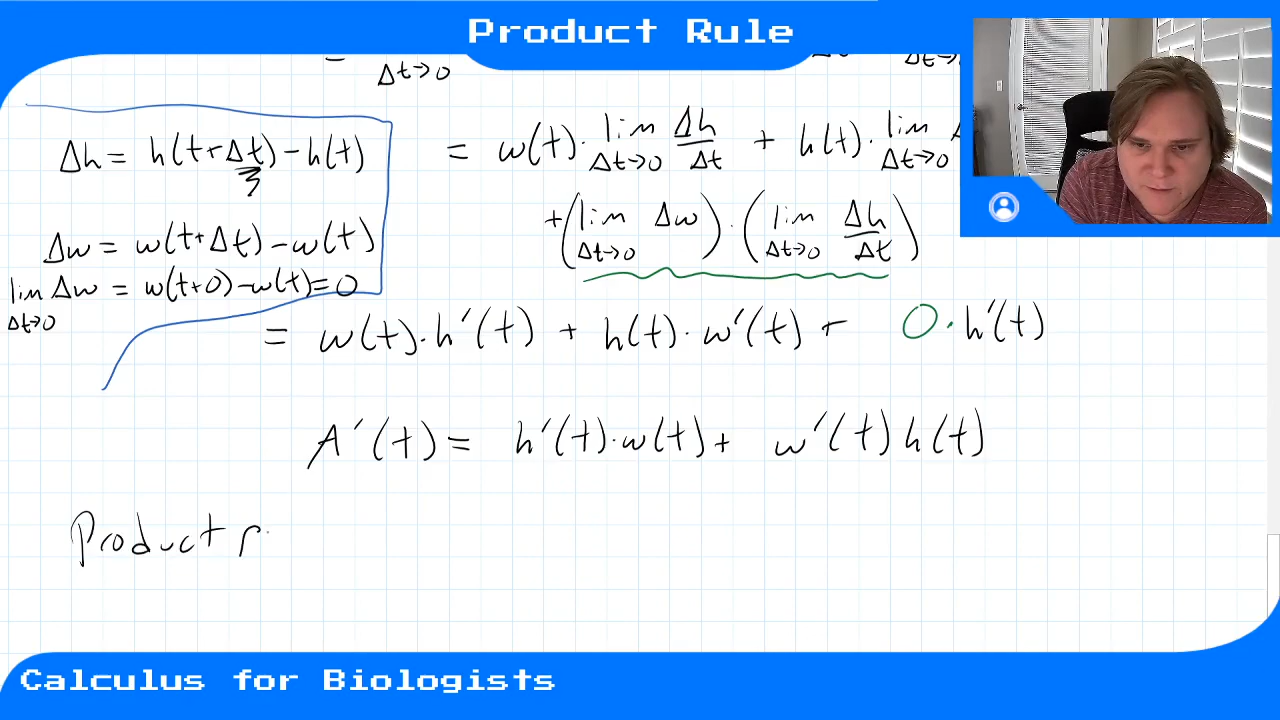 Product Rule
= Δt→0
Δh = h(t+Δt) - h(t)
= w(t)· lim Δt→0 Δh/Δt + h(t)· lim Δt→0
Δw = w(t+Δt) - w(t)
+ (lim Δt→0 Δw)·(lim Δt→0 Δh/Δt)
lim Δt→0 Δw = w(t+0) - w(t) = 0
= w(t)·h'(t) + h(t)·w'(t) + 0·h'(t)
A'(t) = h'(t)·w(t) + w'(t)h(t)
Product r
Calculus for Biologists